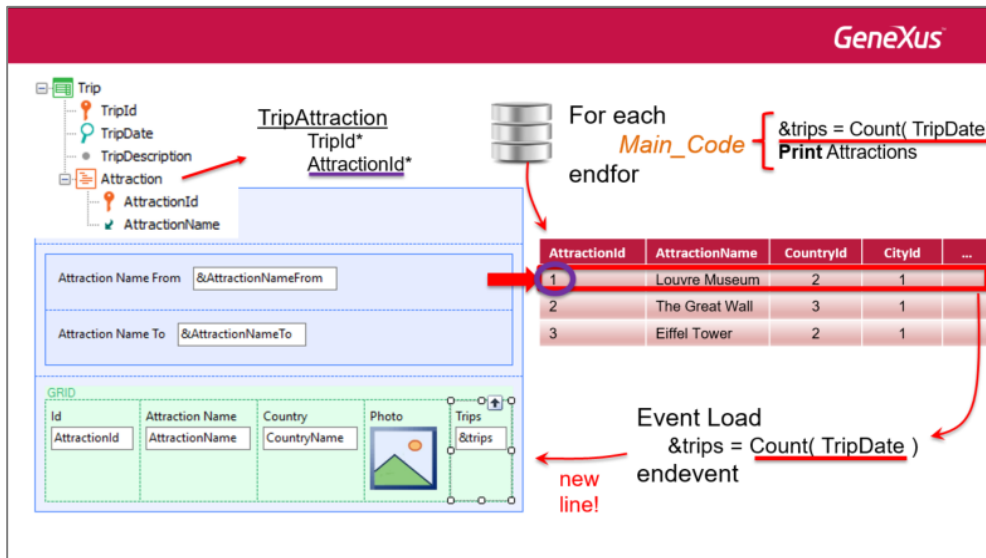 GeneXus
Trip
TripId
TripDate
TripDescription
Attraction
AttractionId
AttractionName
TripAttraction
TripId*
AttractionId*
For each
Main_Code
endfor
&trips = Count( TripDate
Print Attractions
Attraction Name From &AttractionNameFrom
Attraction Name To &AttractionNameTo
AttractionId AttractionName CountryId CityId ...
1 Louvre Museum 2 1
2 The Great Wall 3 1
3 Eiffel Tower 2 1
GRID
Id Attraction Name Country Photo Trips
AttractionId AttractionName CountryName &trips
Event Load
&trips = Count( TripDate )
endevent
new
line!